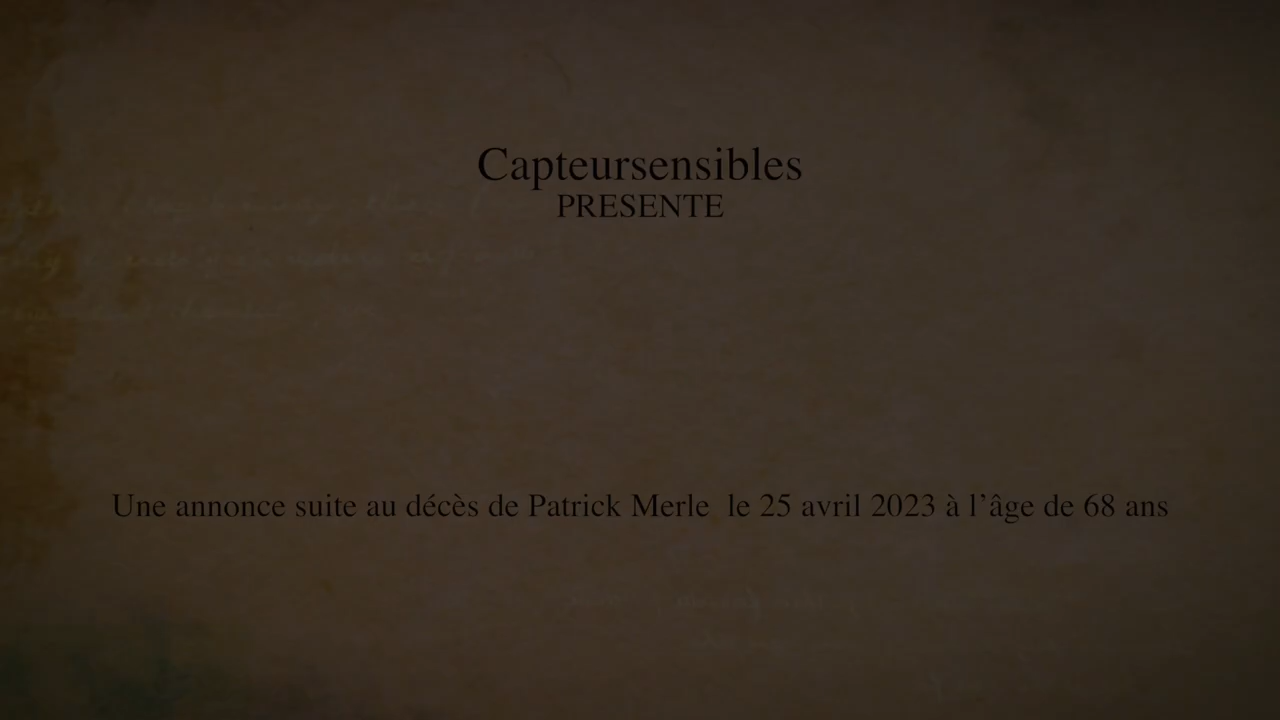 Capteursensibles
PRESENTE
Une annonce suite au décès de Patrick Merle  le 25 avril 2023 à l’âge de 68 ans